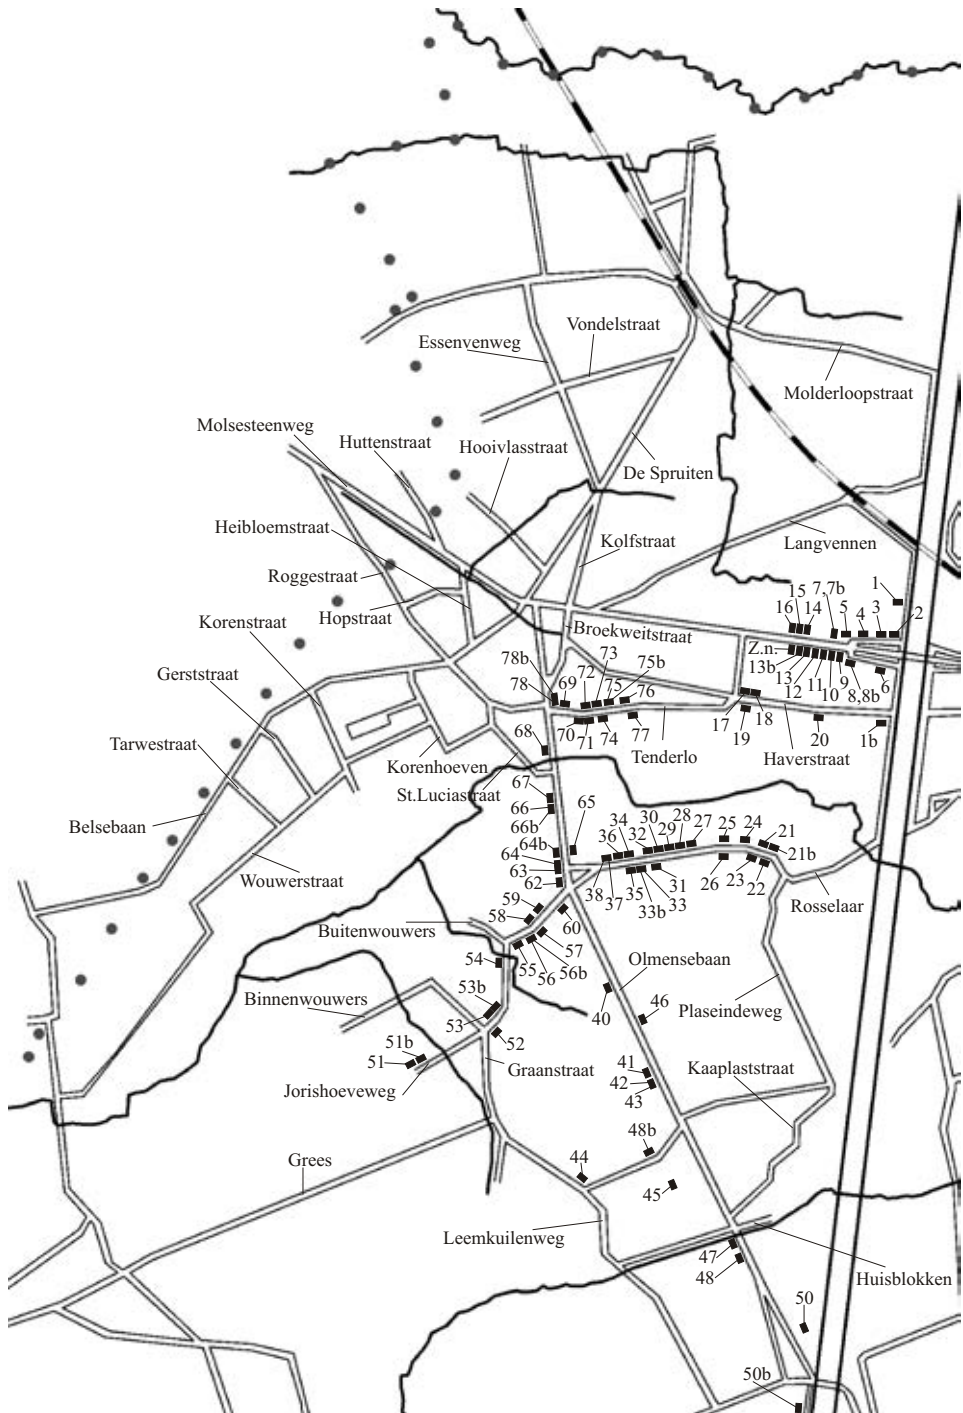 Vondelstraat
Essenvenweg
Molderloopstraat
Molsesteenweg
Huttenstraat
Hooivlasstraat
De Spruiten
Heibloemstraat
Kolfstraat
Langvennen
Roggestraat
7,7b
1
15
14
16
5
4
3
2
Hopstraat
Korenstraat
Broekweitstraat
Z.n.
13b
13
12
11
10
9
8,8b
6
78b
73
75b
Gerststraat
72
78
69
75
76
17
18
19
20
1b
70
71
74
77
Tarwestraat
68
Tenderlo
Haverstraat
Korenhoeven
St.Luciastraat
67
66
66b
65
Belsebaan
64b
34
30
29
28
27
25
24
21
36
32
21b
64
63
62
38
37
35
33b
33
31
26
23
22
Wouwerstraat
59
58
60
Rosselaar
Buitenwouwers
57
55
56
56b
54
Olmensebaan
53b
Binnenwouwers
46
40
Plaseindeweg
53
52
51b
51
41
42
43
Graanstraat
Kaaplaststraat
Jorishoeveweg
48b
44
Grees
45
Leemkuilenweg
47
48
Huisblokken
50
50b